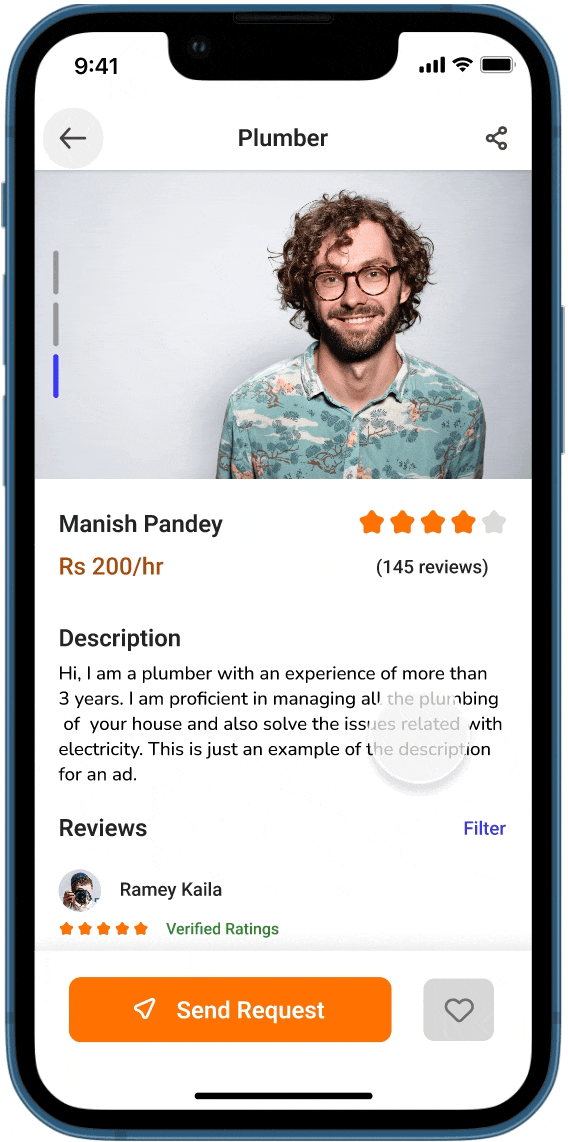 9:41
Plumber
Manish Pandey
Rs 200/hr
(145 reviews)
Description
Hi, I am a plumber with an experience of more than
3 years. I am proficient in managing all the plumbing
of your house and also solve the issues related with
electricity. This is just an example of the description
for an ad.
Reviews
Filter
Ramey Kaila
Verified Ratings
Send Request